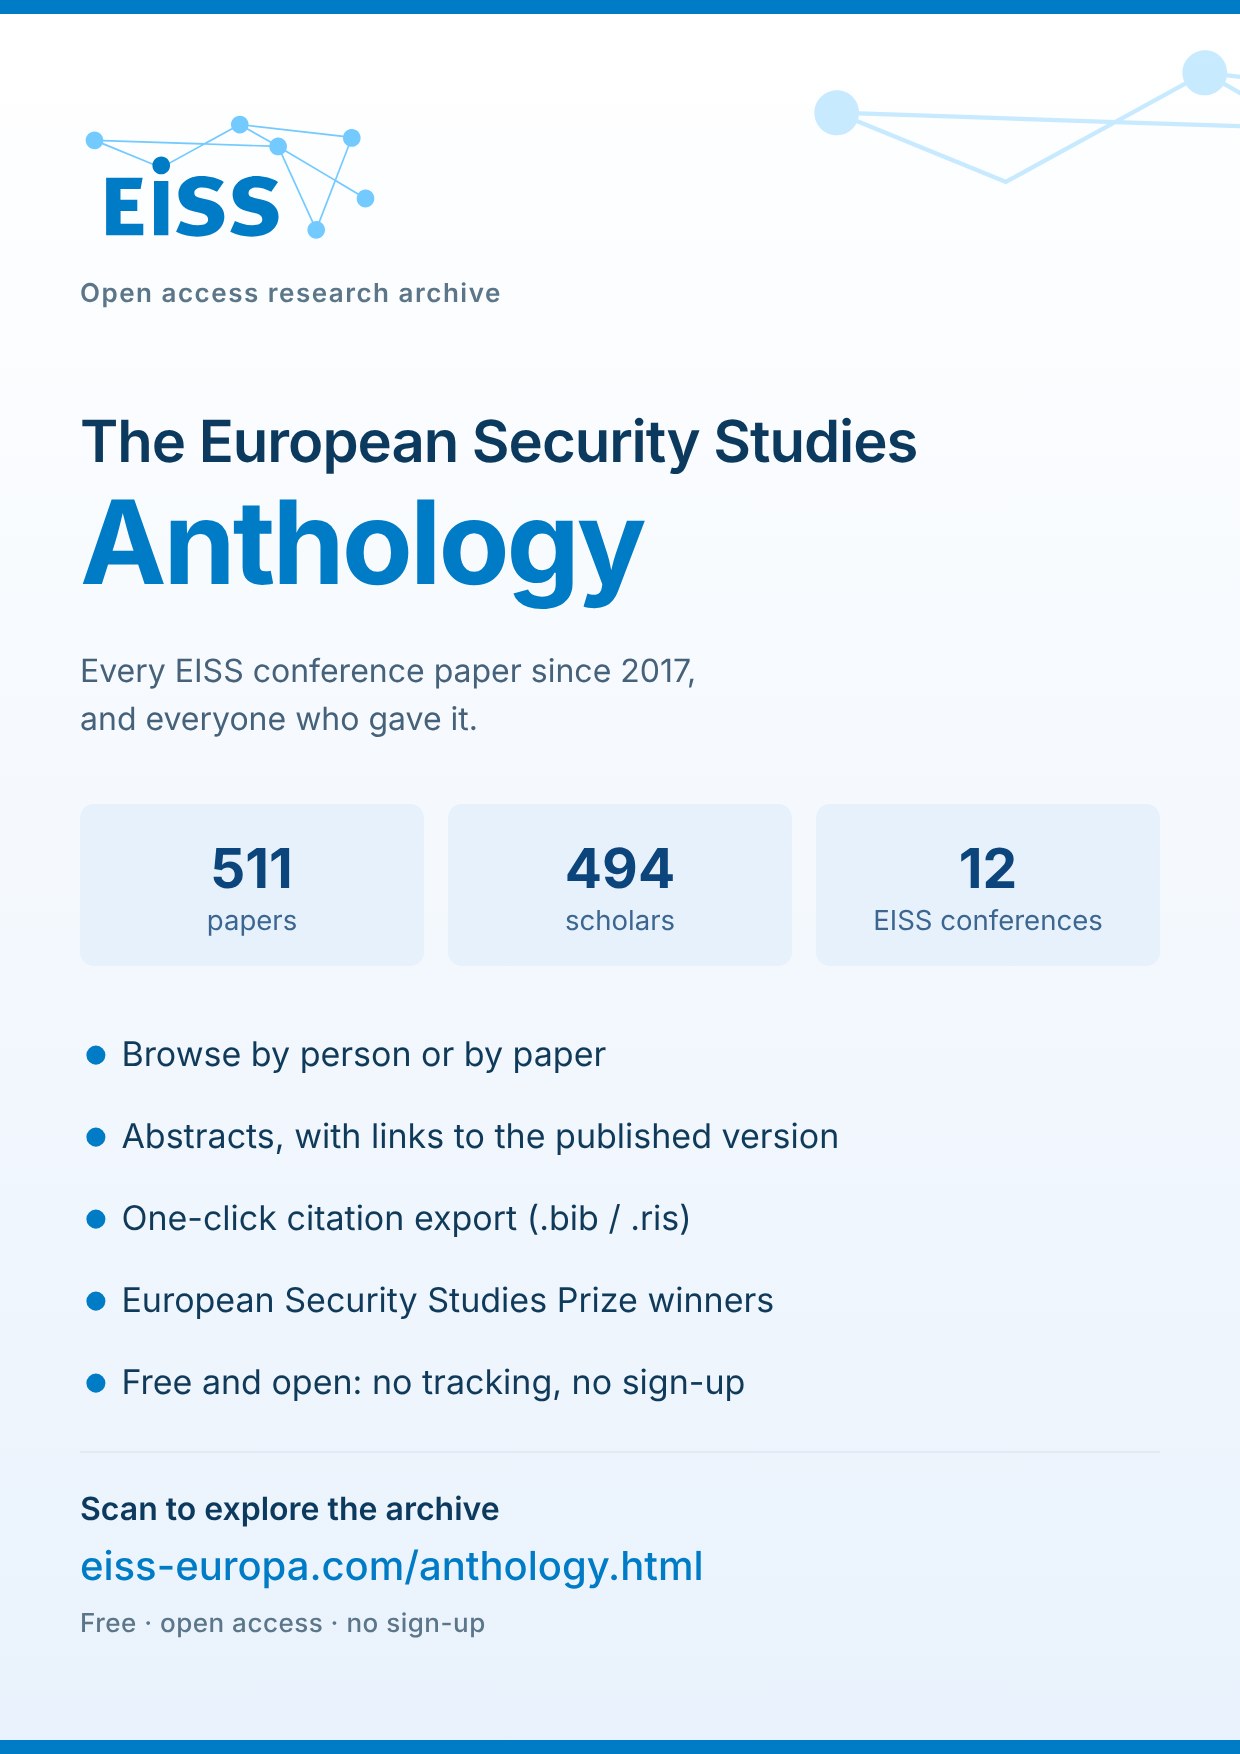 EiSS
Open access research archive
The European Security Studies
Anthology
Every EISS conference paper since 2017,
and everyone who gave it.
511
papers
494
scholars
12
EISS conferences
Browse by person or by paper
Abstracts, with links to the published version
One-click citation export (.bib / .ris)
European Security Studies Prize winners
Free and open: no tracking, no sign-up
Scan to explore the archive
eiss-europa.com/anthology.html
Free · open access · no sign-up